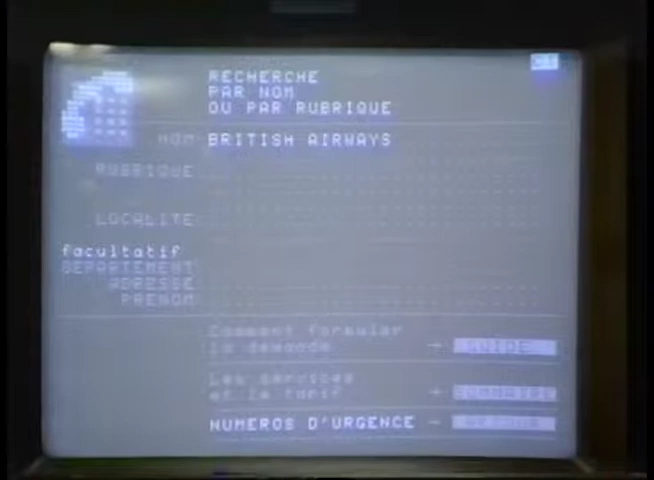 RECHERCHE
PAR NOM
OU PAR RUBRIQUE
NOM BRITISH AIRWAYS
RUBRIQUE
LOCALITE
facultatif
DEPARTEMENT
ADRESSE
PRENOM
Comment formuler
la demande → GUIDE
Les services
et le tarif → SOMMAIRE
NUMEROS D'URGENCE →